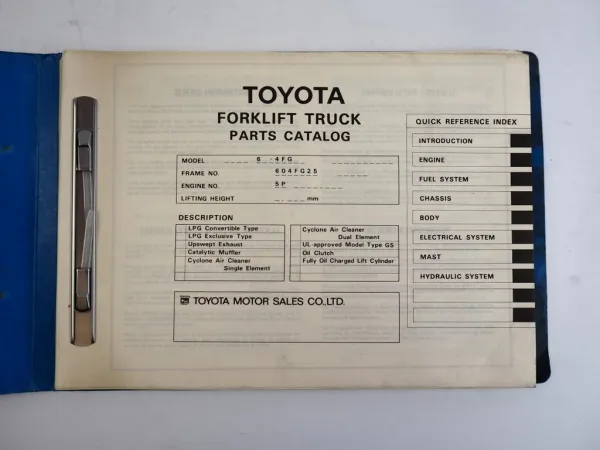 TOYOTA
FORKLIFT TRUCK
PARTS CATALOG
MODEL 6 - 4FG
FRAME NO. 604FG25
ENGINE NO. 5P
LIFTING HEIGHT mm
DESCRIPTION
LPG Convertible Type
LPG Exclusive Type
Upswept Exhaust
Catalytic Muffler
Cyclone Air Cleaner
Single Element
Cyclone Air Cleaner
Dual Element
UL-approved Model Type GS
Oil Clutch
Fully Oil Charged Lift Cylinder
TOYOTA MOTOR SALES CO.,LTD.
QUICK REFERENCE INDEX
INTRODUCTION
ENGINE
FUEL SYSTEM
CHASSIS
BODY
ELECTRICAL SYSTEM
MAST
HYDRAULIC SYSTEM